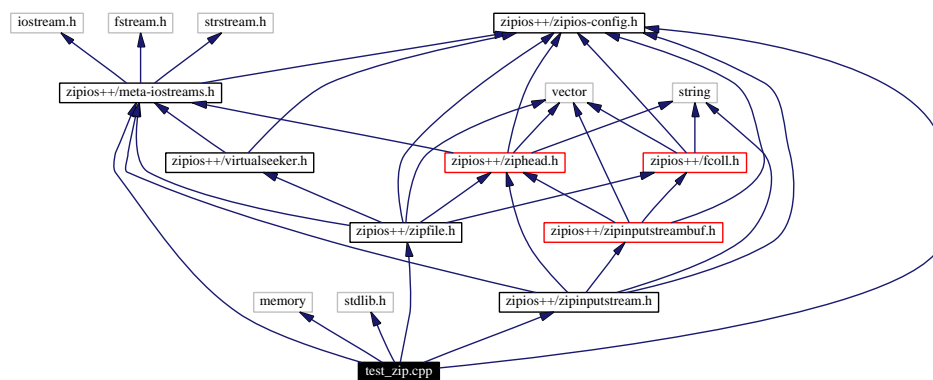 iostream.h
fstream.h
strstream.h
zipios++/zipios-config.h
zipios++/meta-iostreams.h
vector
string
zipios++/virtualseeker.h
zipios++/ziphead.h
zipios++/fcoll.h
zipios++/zipfile.h
zipios++/zipinputstreambuf.h
memory
stdlib.h
zipios++/zipinputstream.h
test_zip.cpp